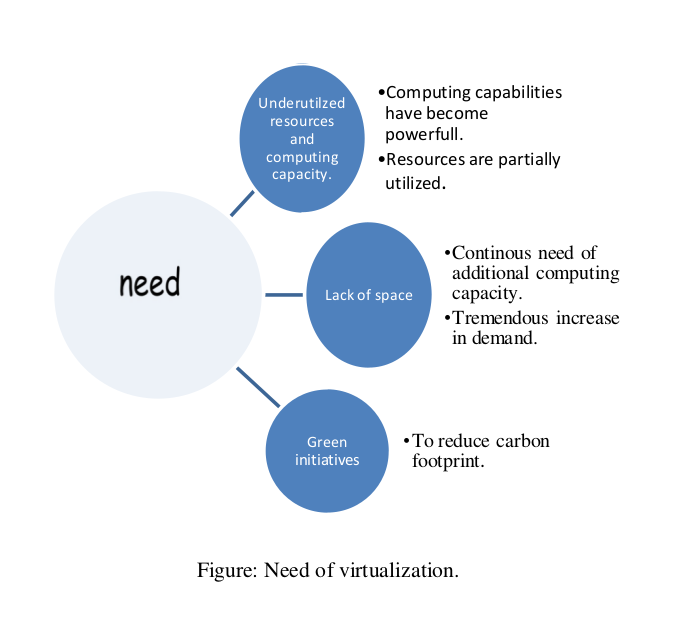 Underutilzed
resources
and
computing
capacity.
•Computing capabilities
have become
powerfull.
•Resources are partially
utilized.
need
Lack of space
•Continous need of
additional computing
capacity.
•Tremendous increase
in demand.
Green
initiatives
•To reduce carbon
footprint.
Figure: Need of virtualization.